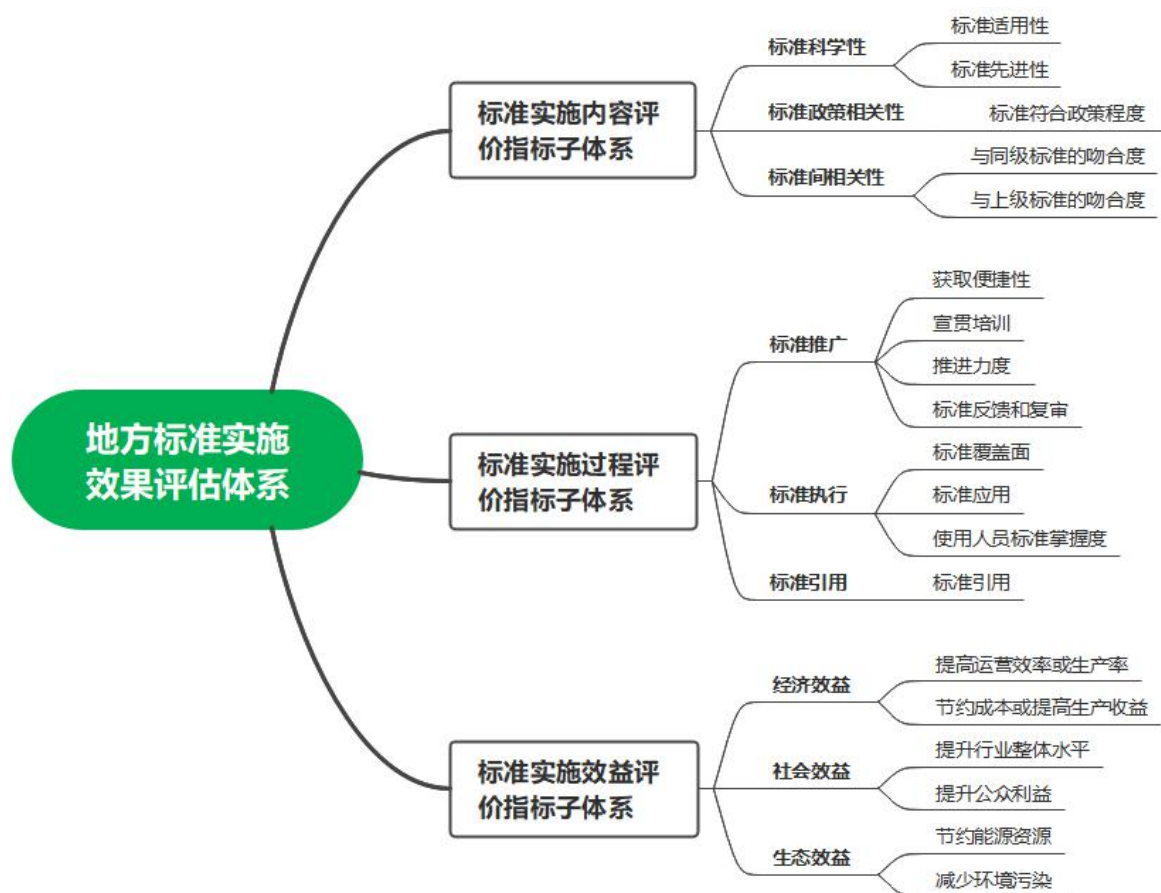 地方标准实施
效果评估体系
标准实施内容评
价指标子体系
标准科学性
标准适用性
标准先进性
标准政策相关性
标准符合政策程度
标准间相关性
与同级标准的吻合度
与上级标准的吻合度
标准实施过程评
价指标子体系
标准推广
获取便捷性
宣贯培训
推进力度
标准反馈和复审
标准执行
标准覆盖面
标准应用
使用人员标准掌握度
标准引用
标准引用
标准实施效益评
价指标子体系
经济效益
提高运营效率或生产率
节约成本或提高生产收益
社会效益
提升行业整体水平
提升公众利益
生态效益
节约能源资源
减少环境污染